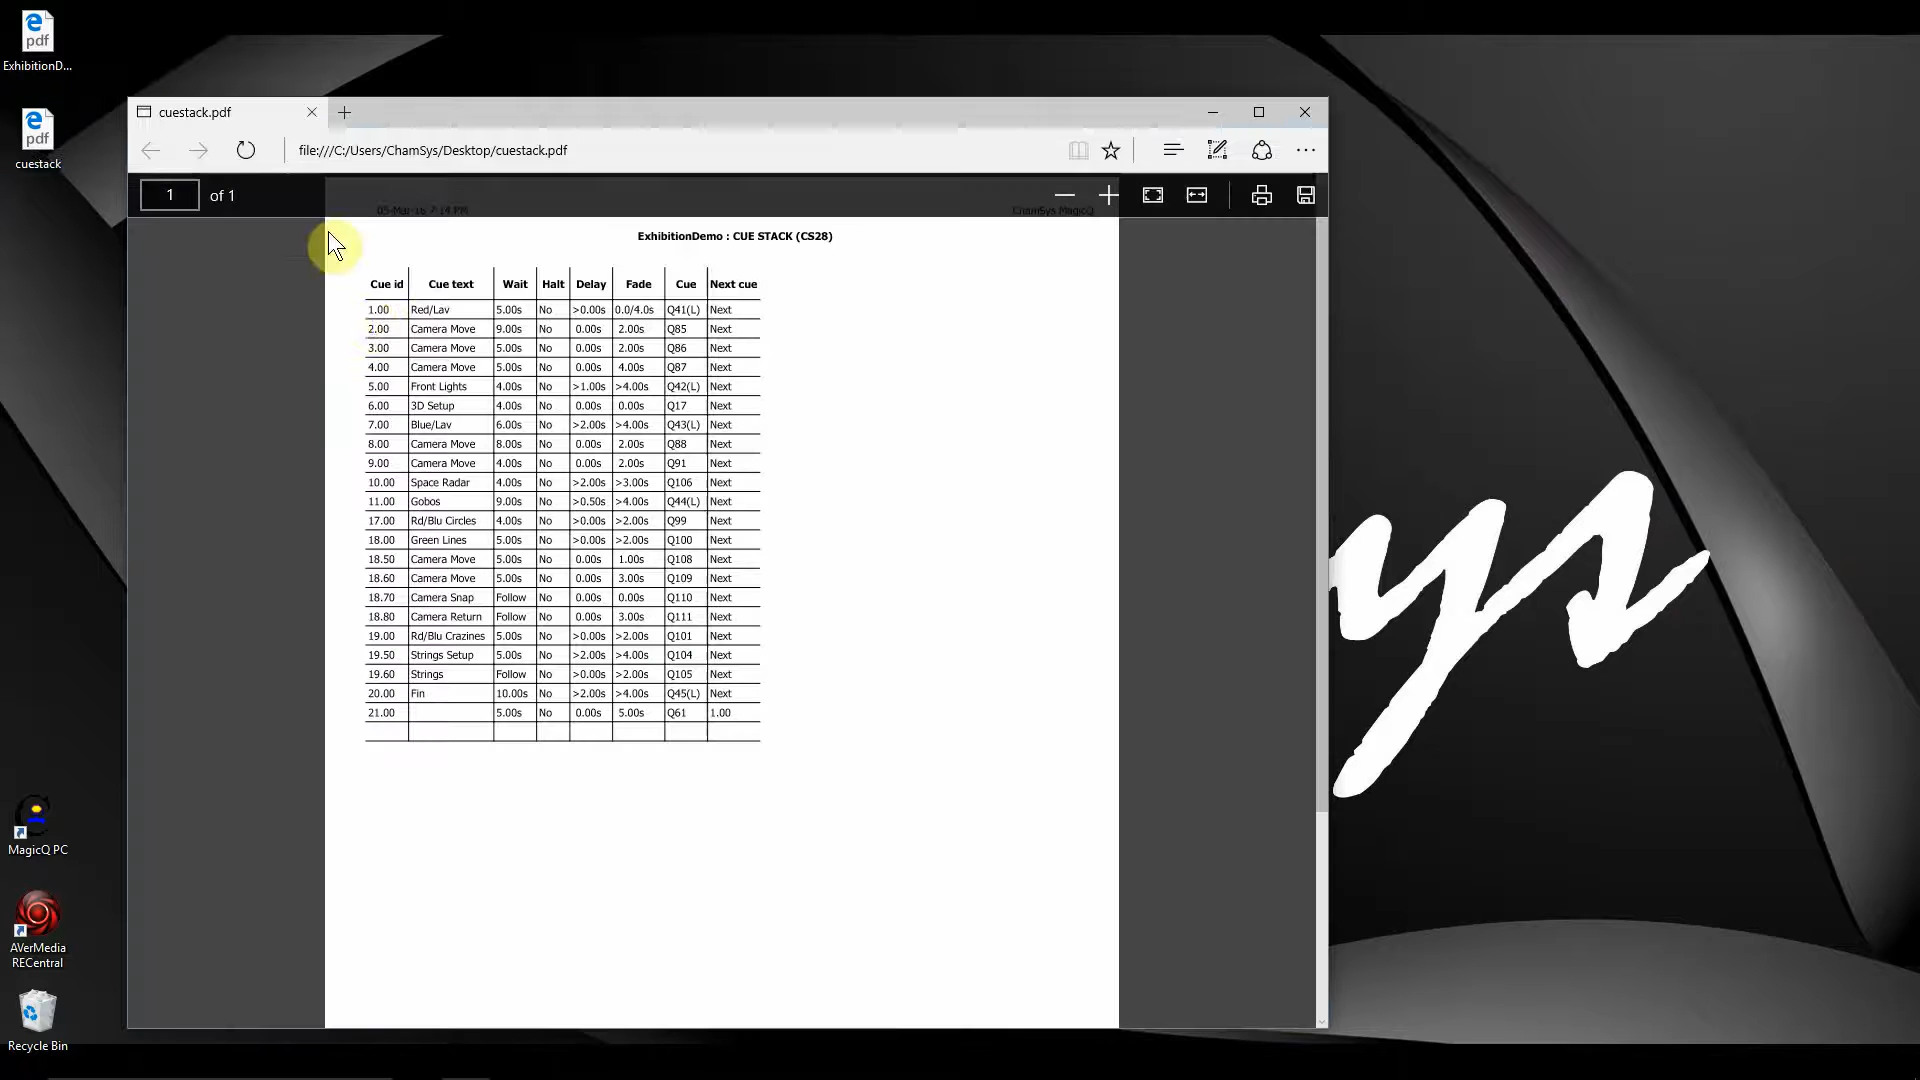 pdf
ExhibitionD...
pdf
cuestack
MagicQ PC
AVerMedia
RECentral
Recycle Bin
cuestack.pdf
file:///C:/Users/ChamSys/Desktop/cuestack.pdf
1 of 1
05-Mar-16 7:14 PM ChamSys MagicQ
ExhibitionDemo : CUE STACK (CS28)
Cue id Cue text Wait Halt Delay Fade Cue Next cue
1.00 Red/Lav 5.00s No >0.00s 0.0/4.0s Q41(L) Next
2.00 Camera Move 9.00s No 0.00s 2.00s Q85 Next
3.00 Camera Move 5.00s No 0.00s 2.00s Q86 Next
4.00 Camera Move 5.00s No 0.00s 4.00s Q87 Next
5.00 Front Lights 4.00s No >1.00s >4.00s Q42(L) Next
6.00 3D Setup 4.00s No 0.00s 0.00s Q17 Next
7.00 Blue/Lav 6.00s No >2.00s >4.00s Q43(L) Next
8.00 Camera Move 8.00s No 0.00s 2.00s Q88 Next
9.00 Camera Move 4.00s No 0.00s 2.00s Q91 Next
10.00 Space Radar 4.00s No >2.00s >3.00s Q106 Next
11.00 Gobos 9.00s No >0.50s >4.00s Q44(L) Next
17.00 Rd/Blu Circles 4.00s No >0.00s >2.00s Q99 Next
18.00 Green Lines 5.00s No >0.00s >2.00s Q100 Next
18.50 Camera Move 5.00s No 0.00s 1.00s Q108 Next
18.60 Camera Move 5.00s No 0.00s 3.00s Q109 Next
18.70 Camera Snap Follow No 0.00s 0.00s Q110 Next
18.80 Camera Return Follow No 0.00s 3.00s Q111 Next
19.00 Rd/Blu Crazines 5.00s No >0.00s >2.00s Q101 Next
19.50 Strings Setup 5.00s No >2.00s >4.00s Q104 Next
19.60 Strings Follow No >0.00s >2.00s Q105 Next
20.00 Fin 10.00s No >2.00s >4.00s Q45(L) Next
21.00 5.00s No 0.00s 5.00s Q61 1.00
ys